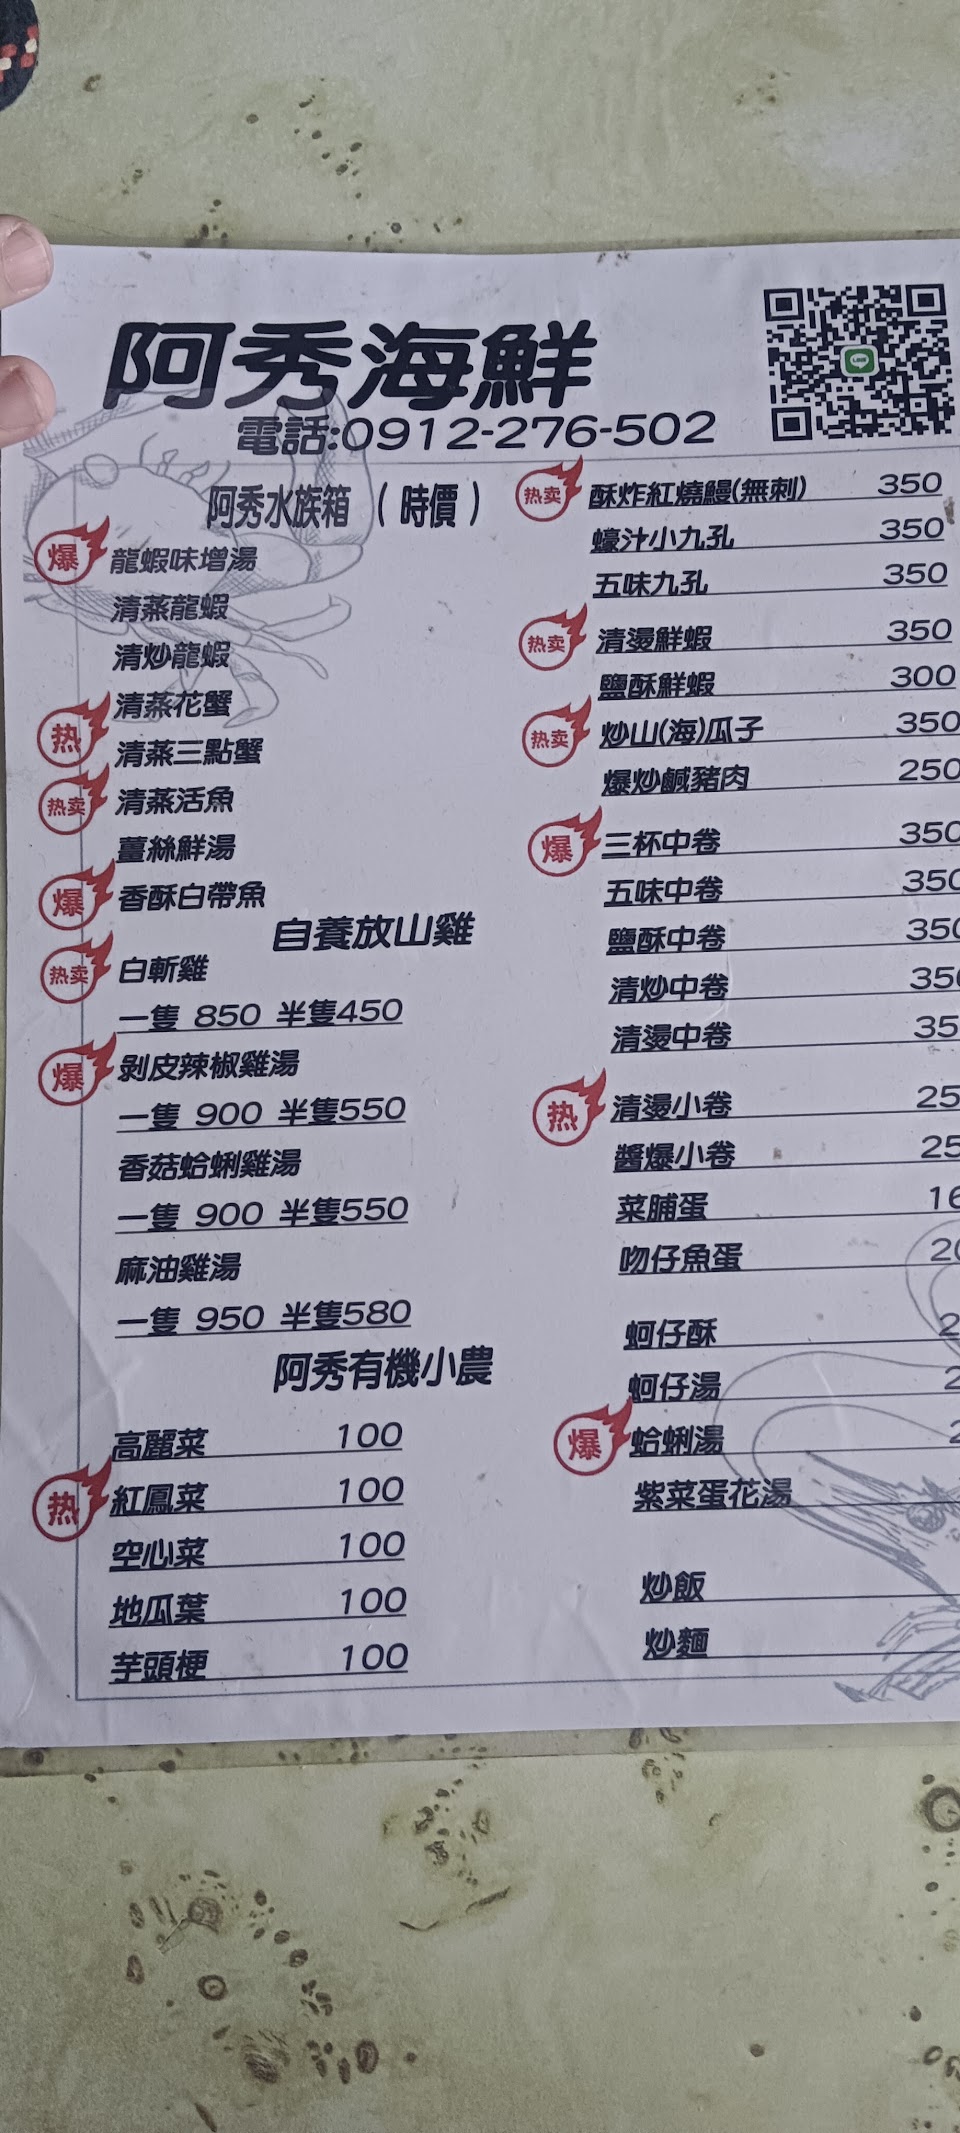 阿秀海鮮
電話:0912-276-502
阿秀水族箱 （時價）
爆 龍蝦味增湯
清蒸龍蝦
清炒龍蝦
清蒸花蟹
热 清蒸三點蟹
热卖 清蒸活魚
薑絲鮮湯
爆 香酥白帶魚
自養放山雞
热卖 白斬雞
一隻 850 半隻450
爆 剝皮辣椒雞湯
一隻 900 半隻550
香菇蛤蜊雞湯
一隻 900 半隻550
麻油雞湯
一隻 950 半隻580
阿秀有機小農
高麗菜 100
热 紅鳳菜 100
空心菜 100
地瓜葉 100
芋頭梗 100
热卖 酥炸紅燒鰻(無刺) 350
蠔汁小九孔 350
五味九孔 350
热卖 清燙鮮蝦 350
鹽酥鮮蝦 300
热卖 炒山(海)瓜子 350
爆炒鹹豬肉 250
爆 三杯中卷 350
五味中卷 350
鹽酥中卷 350
清炒中卷 350
清燙中卷 35
热 清燙小卷 25
醬爆小卷 25
菜脯蛋 16
吻仔魚蛋 20
蚵仔酥 2
蚵仔湯 2
爆 蛤蜊湯 2
紫菜蛋花湯
炒飯
炒麵